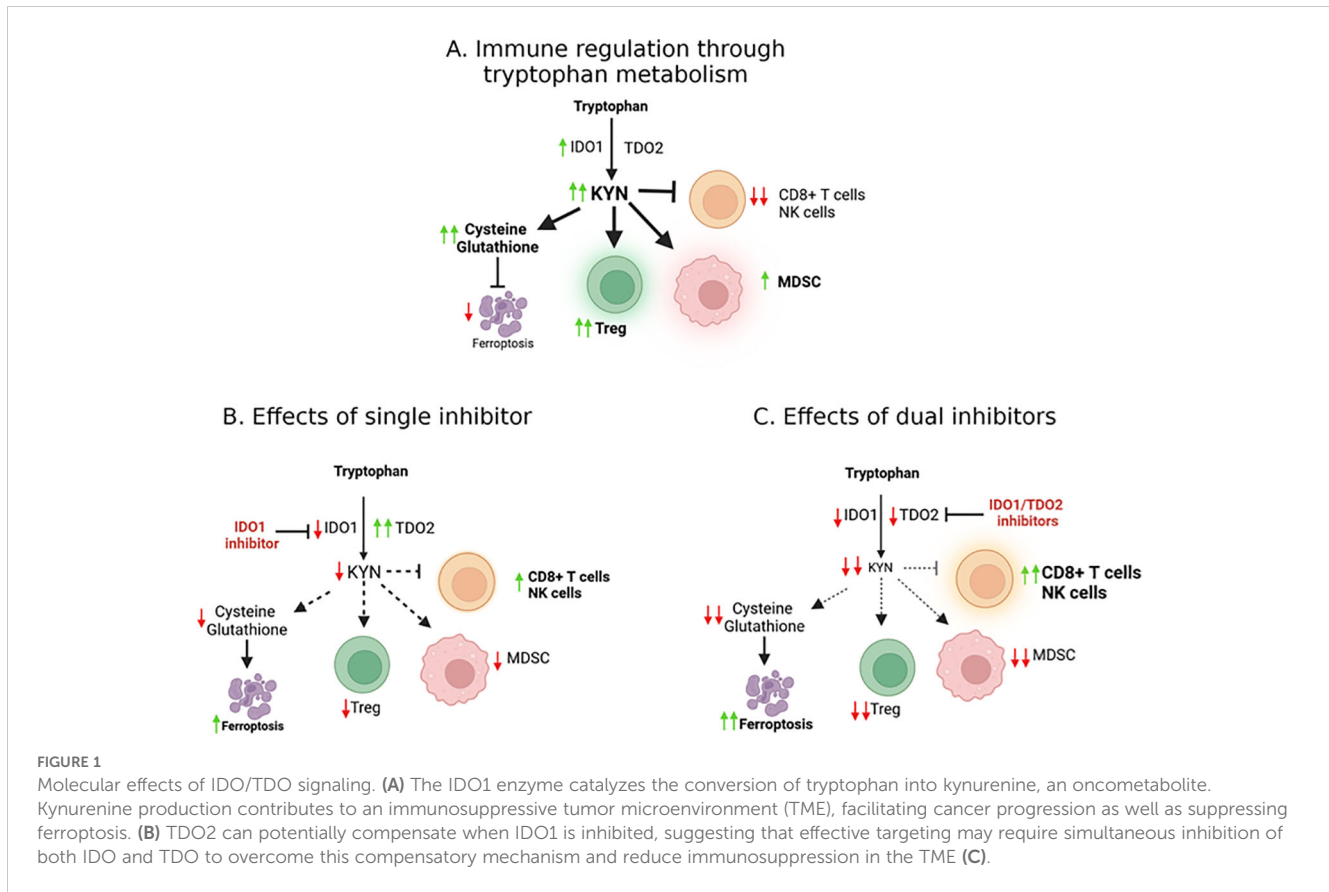 A. Immune regulation through
tryptophan metabolism
Tryptophan
IDO1 TDO2
KYN
CD8+ T cells
NK cells
Cysteine
Glutathione
MDSC
Treg
Ferroptosis
B. Effects of single inhibitor
Tryptophan
IDO1
inhibitor
IDO1 TDO2
KYN
CD8+ T cells
NK cells
Cysteine
Glutathione
MDSC
Treg
Ferroptosis
C. Effects of dual inhibitors
Tryptophan
IDO1 TDO2
IDO1/TDO2
inhibitors
KYN
CD8+ T cells
NK cells
Cysteine
Glutathione
MDSC
Treg
Ferroptosis
FIGURE 1
Molecular effects of IDO/TDO signaling. (A) The IDO1 enzyme catalyzes the conversion of tryptophan into kynurenine, an oncometabolite.
Kynurenine production contributes to an immunosuppressive tumor microenvironment (TME), facilitating cancer progression as well as suppressing
ferroptosis. (B) TDO2 can potentially compensate when IDO1 is inhibited, suggesting that effective targeting may require simultaneous inhibition of
both IDO and TDO to overcome this compensatory mechanism and reduce immunosuppression in the TME (C).